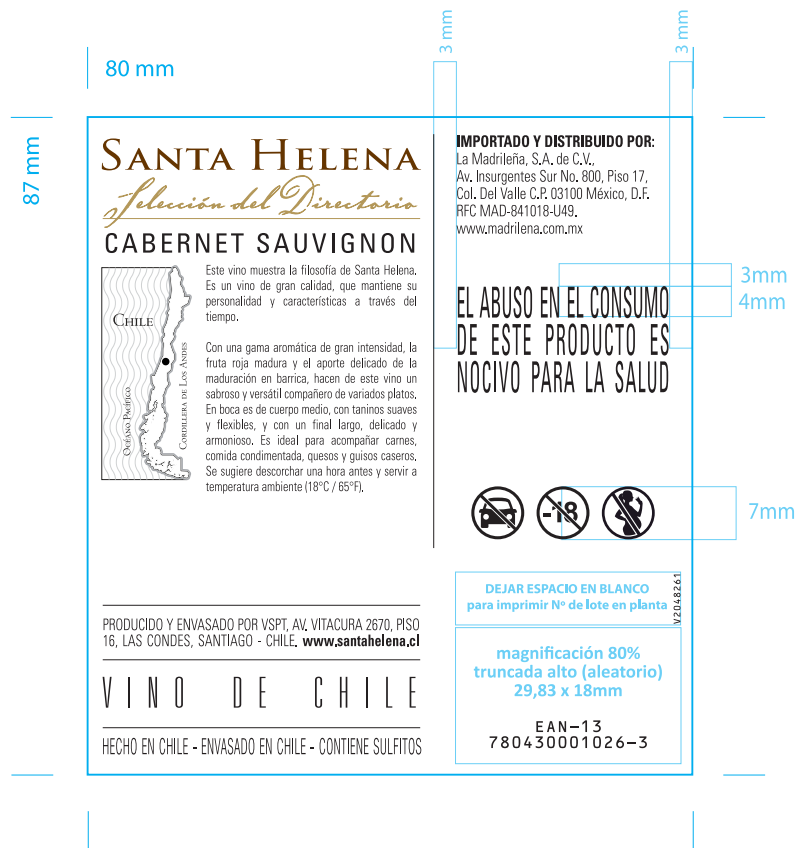 80 mm
3 mm
3 mm
87 mm
SANTA HELENA
Selección del Directorio
CABERNET SAUVIGNON
Este vino muestra la filosofía de Santa Helena.
Es un vino de gran calidad, que mantiene su
personalidad y características a través del
tiempo.
Con una gama aromática de gran intensidad, la
fruta roja madura y el aporte delicado de la
maduración en barrica, hacen de este vino un
sabroso y versátil compañero de variados platos.
En boca es de cuerpo medio, con taninos suaves
y flexibles, y con un final largo, delicado y
armonioso. Es ideal para acompañar carnes,
comida condimentada, quesos y guisos caseros.
Se sugiere descorchar una hora antes y servir a
temperatura ambiente (18°C / 65°F).
CHILE
OCÉANO PACÍFICO
CORDILLERA DE LOS ANDES
PRODUCIDO Y ENVASADO POR VSPT, AV. VITACURA 2670, PISO
16, LAS CONDES, SANTIAGO - CHILE. www.santahelena.cl
VINO DE CHILE
HECHO EN CHILE - ENVASADO EN CHILE - CONTIENE SULFITOS
IMPORTADO Y DISTRIBUIDO POR:
La Madrileña, S.A. de C.V.,
Av. Insurgentes Sur No. 800, Piso 17,
Col. Del Valle C.P. 03100 México, D.F.
RFC MAD-841018-U49.
www.madrilena.com.mx
3mm
4mm
EL ABUSO EN EL CONSUMO
DE ESTE PRODUCTO ES
NOCIVO PARA LA SALUD
-18
7mm
DEJAR ESPACIO EN BLANCO
para imprimir Nº de lote en planta
V2D48261
magnificación 80%
truncada alto (aleatorio)
29,83 x 18mm
EAN-13
780430001026-3